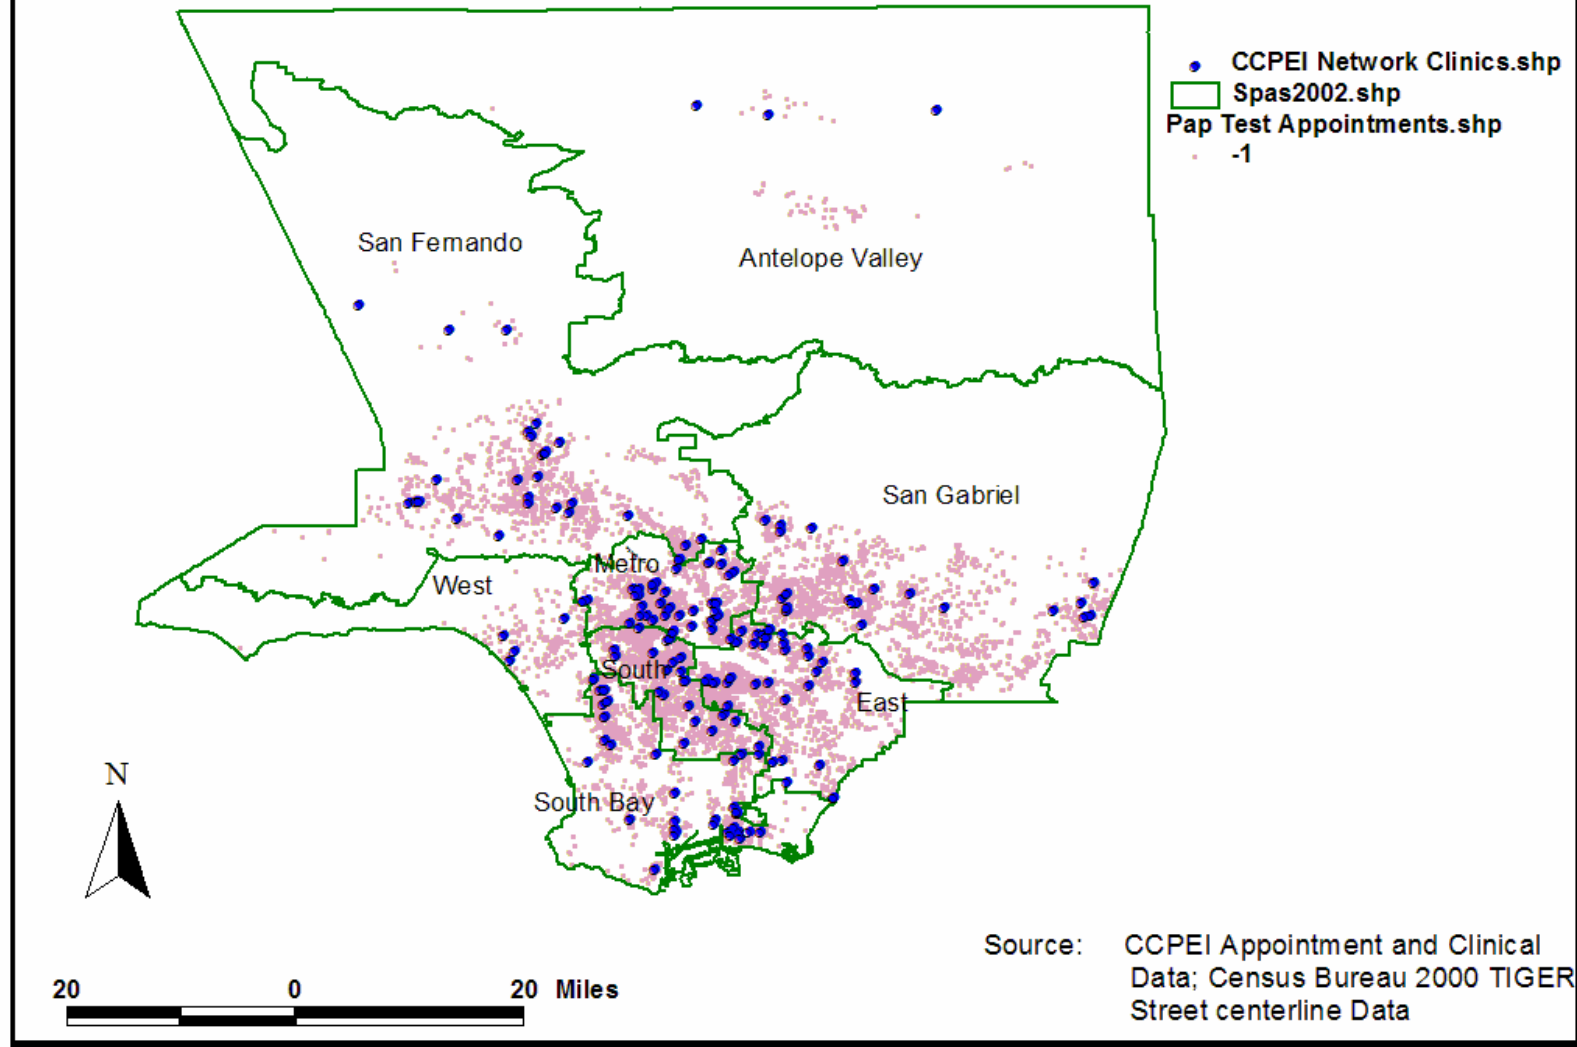 CCPEI Network Clinics.shp
Spas2002.shp
Pap Test Appointments.shp
-1
San Fernando
Antelope Valley
San Gabriel
Metro
West
South
East
South Bay
N
Source: CCPEI Appointment and Clinical
Data; Census Bureau 2000 TIGER
Street centerline Data
20 0 20 Miles